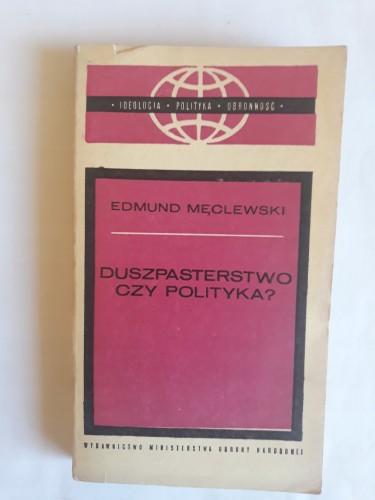 • IDEOLOGIA • POLITYKA • OBRONNOŚĆ •
EDMUND MĘCLEWSKI
DUSZPASTERSTWO
CZY POLITYKA?
WYDAWNICTWO MINISTERSTWA OBRONY NARODOWEJ